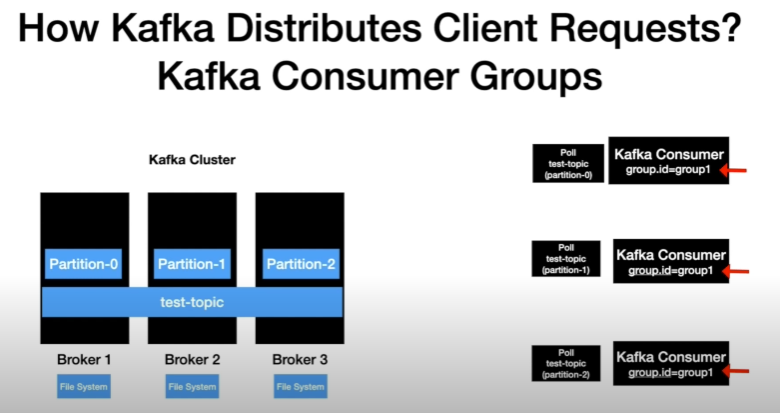 How Kafka Distributes Client Requests?
Kafka Consumer Groups
Kafka Cluster
Partition-0
Partition-1
Partition-2
test-topic
Broker 1
Broker 2
Broker 3
File System
File System
File System
Poll
test-topic
(partition-0)
Kafka Consumer
group.id=group1
Poll
test-topic
(partition-1)
Kafka Consumer
group.id=group1
Poll
test-topic
(partition-2)
Kafka Consumer
group.id=group1